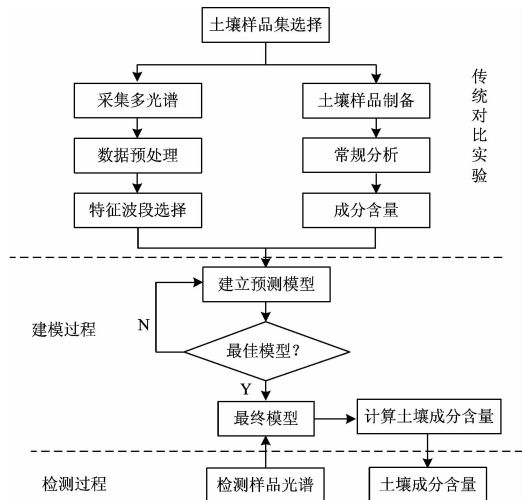 土壤样品集选择
采集多光谱
土壤样品制备
数据预处理
常规分析
特征波段选择
成分含量
传统对比实验
建立预测模型
建模过程
N
最佳模型?
Y
最终模型
计算土壤成分含量
检测过程
检测样品光谱
土壤成分含量